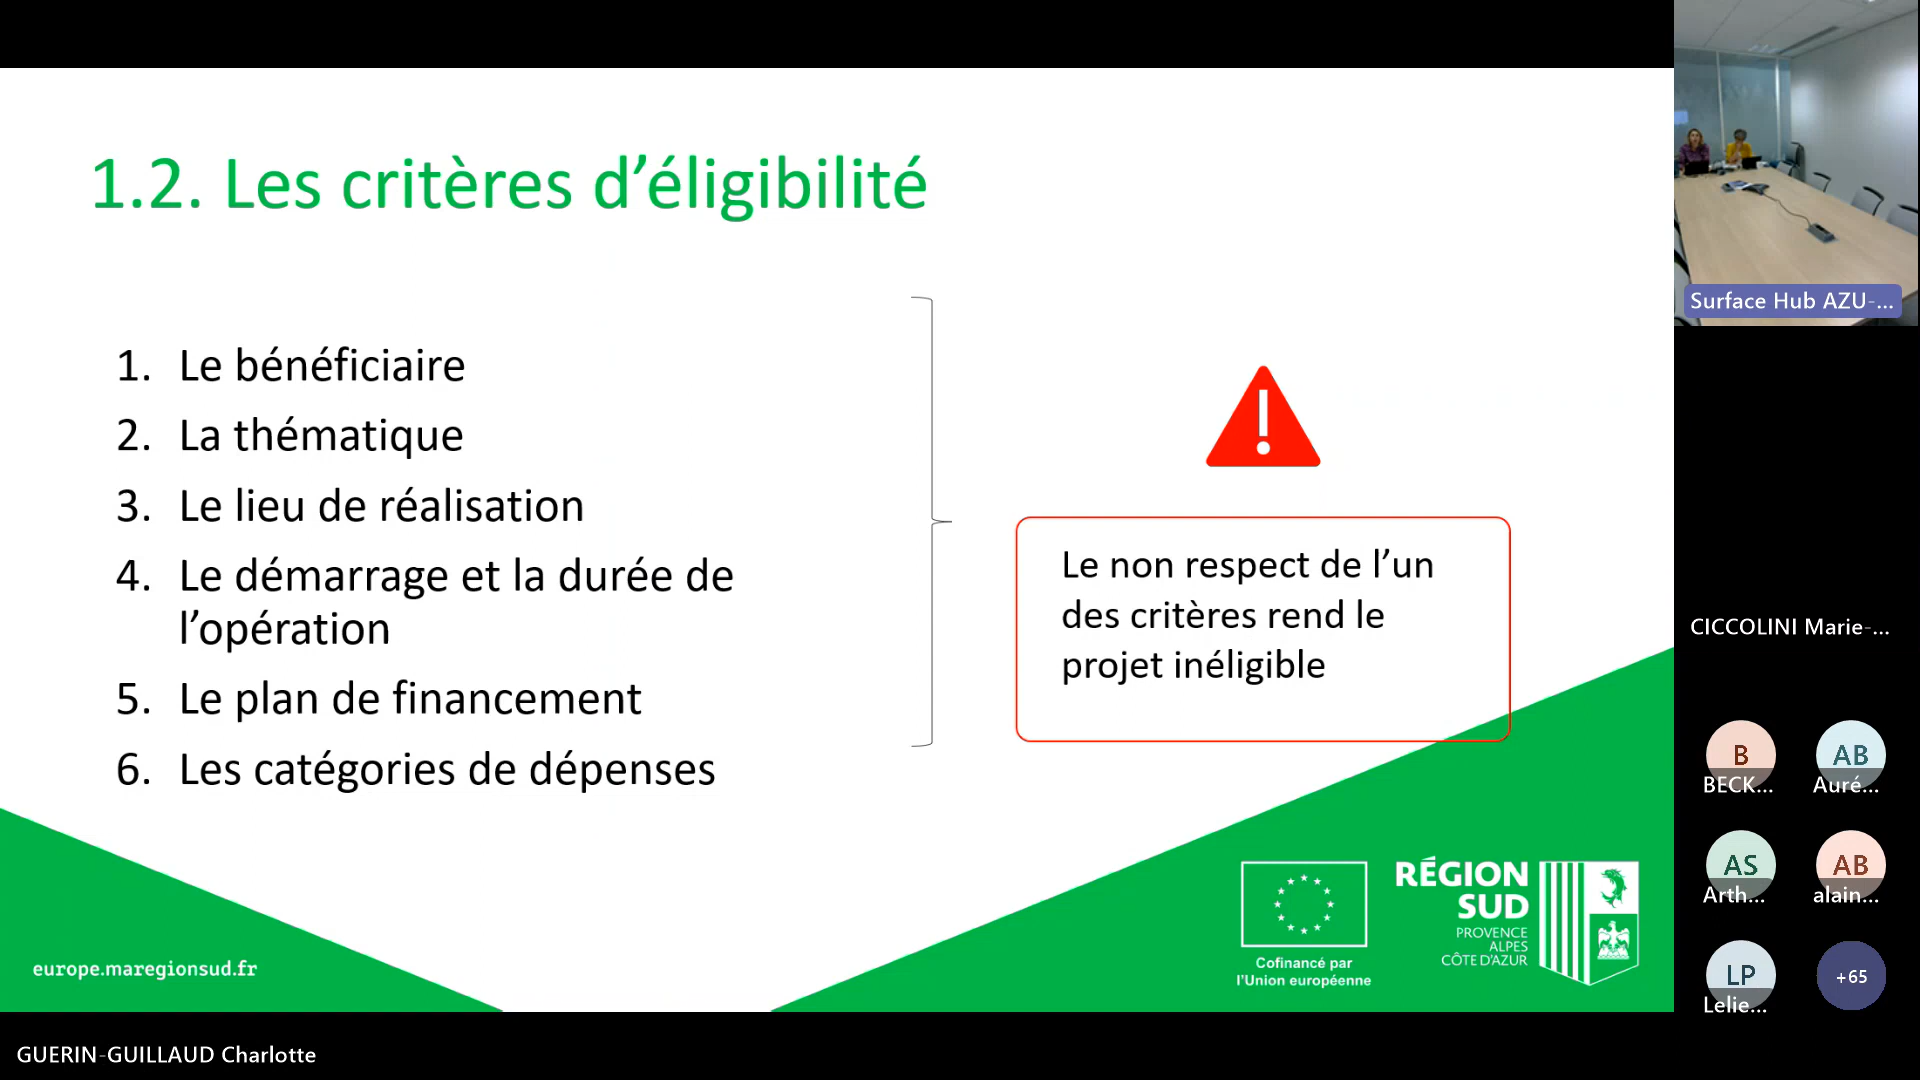 1.2. Les critères d’éligibilité
1. Le bénéficiaire
2. La thématique
3. Le lieu de réalisation
4. Le démarrage et la durée de
l’opération
5. Le plan de financement
6. Les catégories de dépenses
Le non respect de l’un
des critères rend le
projet inéligible
europe.maregionsud.fr
Cofinancé par
l’Union européenne
RÉGION
SUD
PROVENCE
ALPES
CÔTE D’AZUR
Surface Hub AZU-...
CICCOLINI Marie-...
B
BECK...
AB
Auré...
AS
Arth...
AB
alain...
LP
Lelie...
+65
GUERIN-GUILLAUD Charlotte